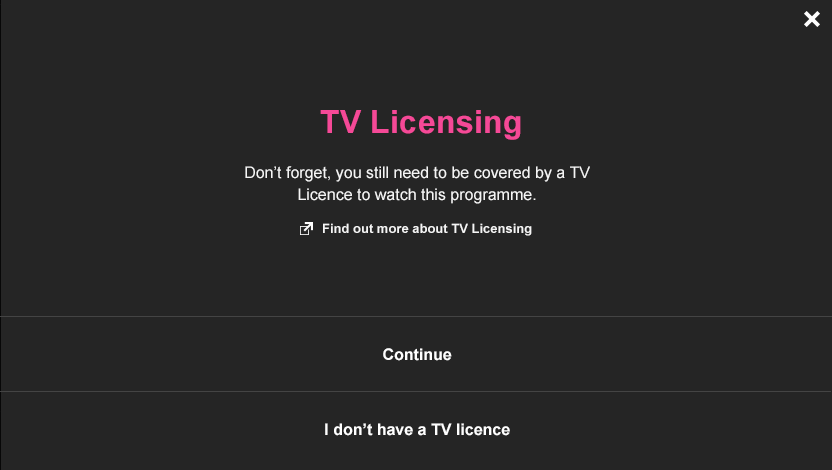 TV Licensing
Don't forget, you still need to be covered by a TV
Licence to watch this programme.
Find out more about TV Licensing
Continue
I don't have a TV licence